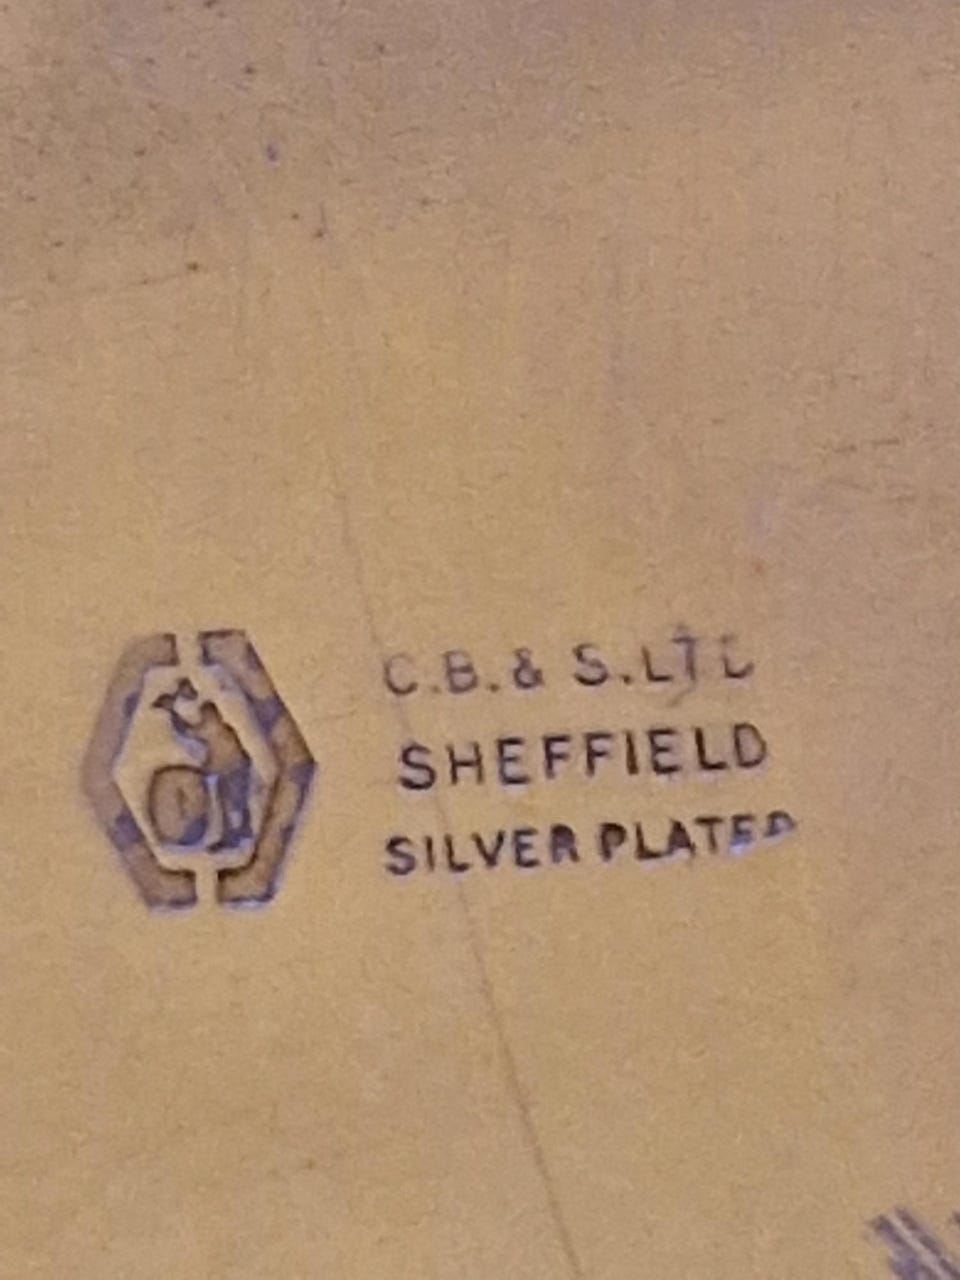 C.B. & S. LTD
SHEFFIELD
SILVER PLATED